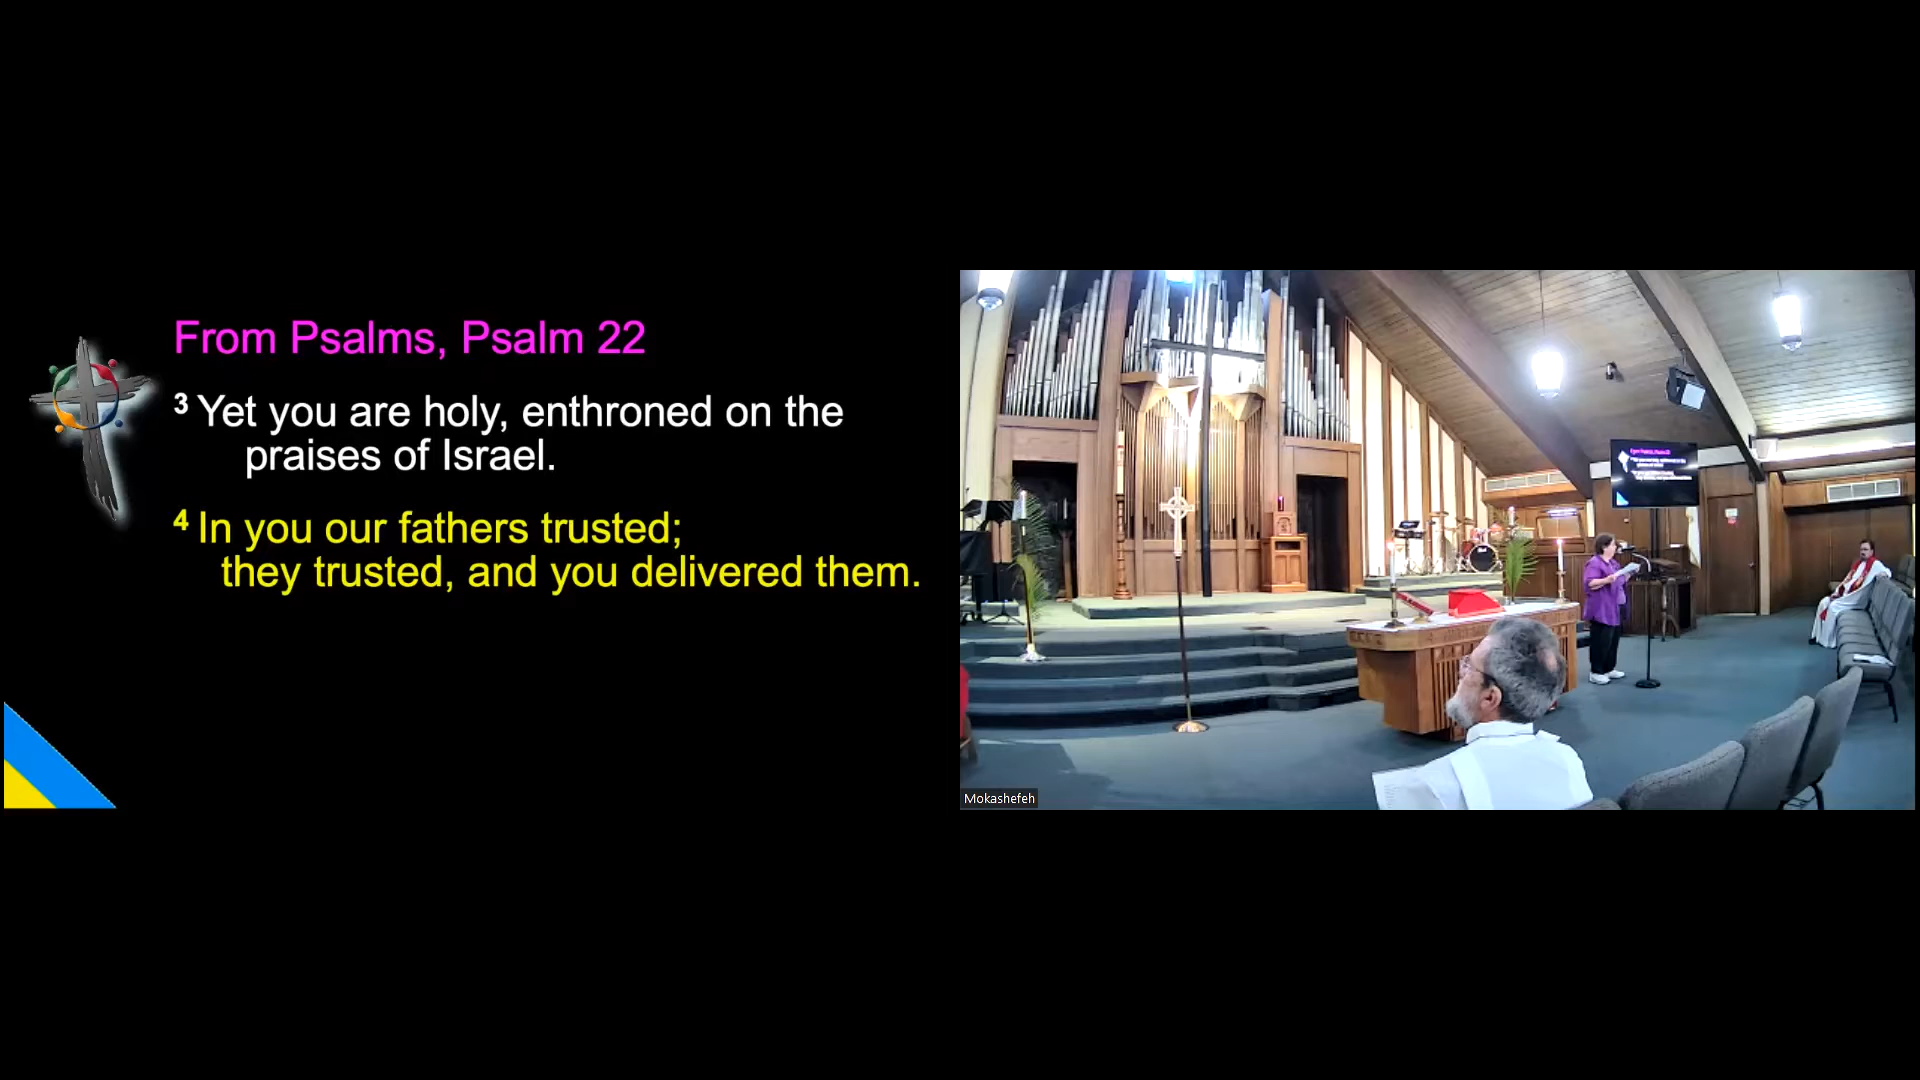 From Psalms, Psalm 22
3 Yet you are holy, enthroned on the
praises of Israel.
4 In you our fathers trusted;
they trusted, and you delivered them.
Mokashefeh